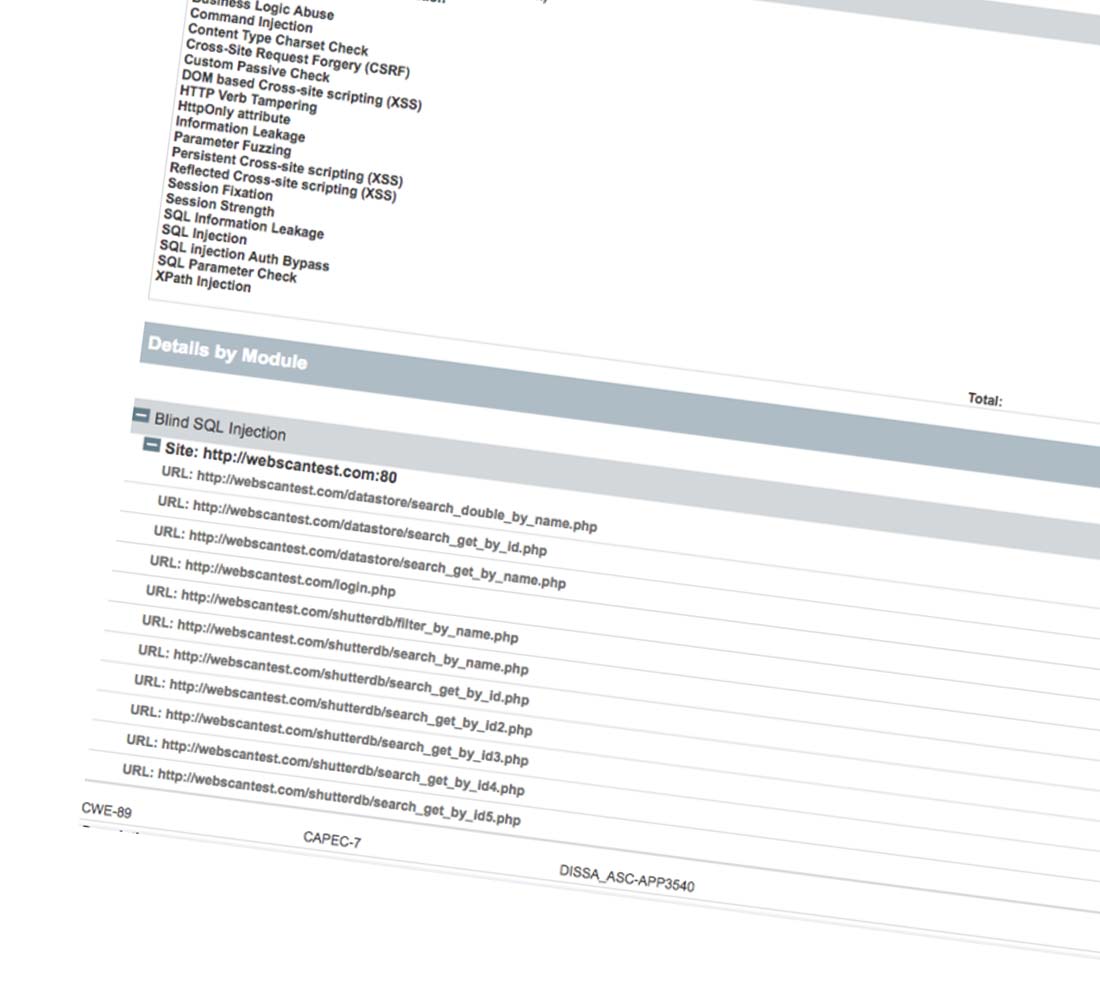 Business Logic Abuse
Command Injection
Content Type Charset Check
Cross-Site Request Forgery (CSRF)
Custom Passive Check
DOM based Cross-site scripting (XSS)
HTTP Verb Tampering
HttpOnly attribute
Information Leakage
Parameter Fuzzing
Persistent Cross-site scripting (XSS)
Reflected Cross-site scripting (XSS)
Session Fixation
Session Strength
SQL Information Leakage
SQL Injection
SQL injection Auth Bypass
SQL Parameter Check
XPath Injection
Total:
Details by Module
Blind SQL Injection
Site: http://webscantest.com:80
URL: http://webscantest.com/datastore/search_double_by_name.php
URL: http://webscantest.com/datastore/search_get_by_id.php
URL: http://webscantest.com/datastore/search_get_by_name.php
URL: http://webscantest.com/login.php
URL: http://webscantest.com/shutterdb/filter_by_name.php
URL: http://webscantest.com/shutterdb/search_by_name.php
URL: http://webscantest.com/shutterdb/search_get_by_id.php
URL: http://webscantest.com/shutterdb/search_get_by_id2.php
URL: http://webscantest.com/shutterdb/search_get_by_id3.php
URL: http://webscantest.com/shutterdb/search_get_by_id4.php
URL: http://webscantest.com/shutterdb/search_get_by_id5.php
CWE-89 CAPEC-7 DISSA_ASC-APP3540